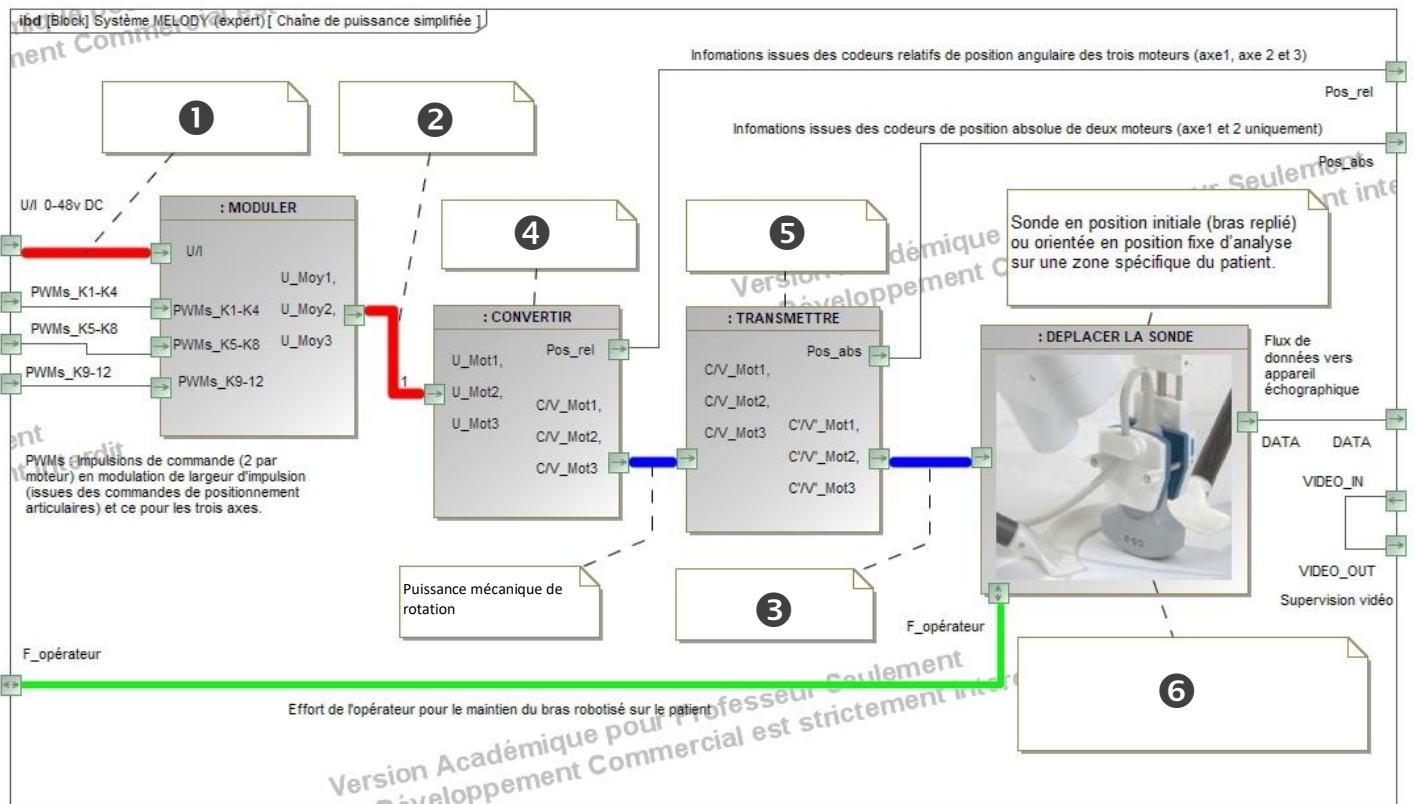 ibd [Block] Système MELODY (expert) [ Chaîne de puissance simplifiée ]
Infomations issues des codeurs relatifs de position angulaire des trois moteurs (axe1, axe 2 et 3)
Pos_rel
❶
❷
Infomations issues des codeurs de position absolue de deux moteurs (axe1 et 2 uniquement)
Pos_abs
U/I 0-48v DC
: MODULER
U/I
U_Moy1,
U_Moy2,
U_Moy3
PWMs_K1-K4
PWMs_K1-K4
PWMs_K5-K8
PWMs_K5-K8
PWMs_K9-12
PWMs_K9-12
1
❹
: CONVERTIR
Pos_rel
U_Mot1,
U_Mot2,
U_Mot3
C/V_Mot1,
C/V_Mot2,
C/V_Mot3
❺
: TRANSMETTRE
Pos_abs
C/V_Mot1,
C/V_Mot2,
C/V_Mot3
C'/V'_Mot1,
C'/V'_Mot2,
C'/V'_Mot3
Sonde en position initiale (bras replié)
ou orientée en position fixe d'analyse
sur une zone spécifique du patient.
: DEPLACER LA SONDE
C5-2
Flux de
données vers
appareil
échographique
DATA
DATA
VIDEO_IN
VIDEO_OUT
Supervision vidéo
PWMs : Impulsions de commande (2 par
moteur) en modulation de largeur d'impulsion
(issues des commandes de positionnement
articulaires) et ce pour les trois axes.
Puissance mécanique de
rotation
❸
F_opérateur
❻
F_opérateur
Effort de l'opérateur pour le maintien du bras robotisé sur le patient
Version Académique pour Professeur Seulement
Développement Commercial est strictement